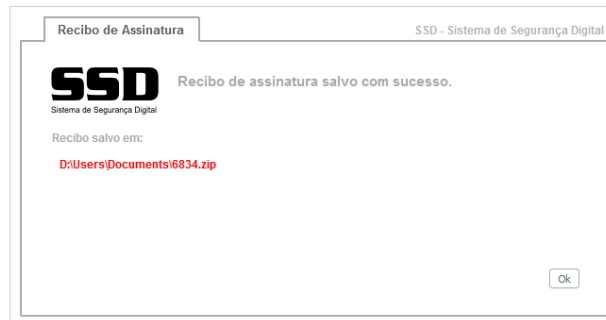 Recibo de Assinatura
SSD - Sistema de Segurança Digital
SSD
Sistema de Segurança Digital
Recibo de assinatura salvo com sucesso.
Recibo salvo em:
D:\Users\Documents\6834.zip
Ok